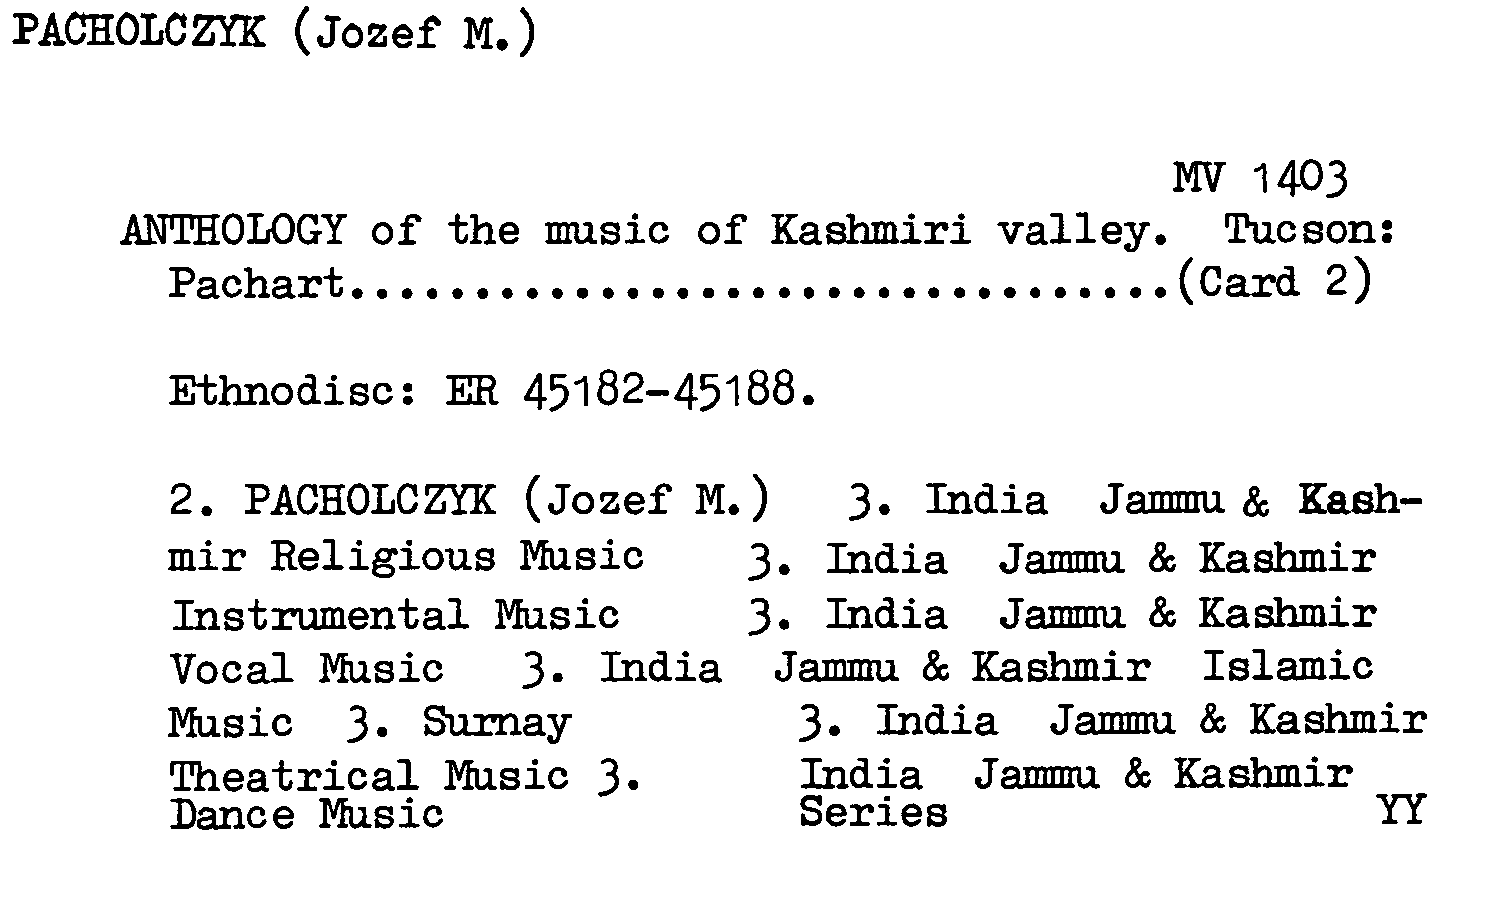 PACHOLCZYK (Jozef M.)
MV 1403
ANTHOLOGY of the music of Kashmiri valley. Tucson:
Pachart.................................(Card 2)
Ethnodisc: ER 45182-45188.
2. PACHOLCZYK (Jozef M.) 3. India Jammu & Kash-
mir Religious Music 3. India Jammu & Kashmir
Instrumental Music 3. India Jammu & Kashmir
Vocal Music 3. India Jammu & Kashmir Islamic
Music 3. Surnay 3. India Jammu & Kashmir
Theatrical Music 3. India Jammu & Kashmir
Dance Music Series YY